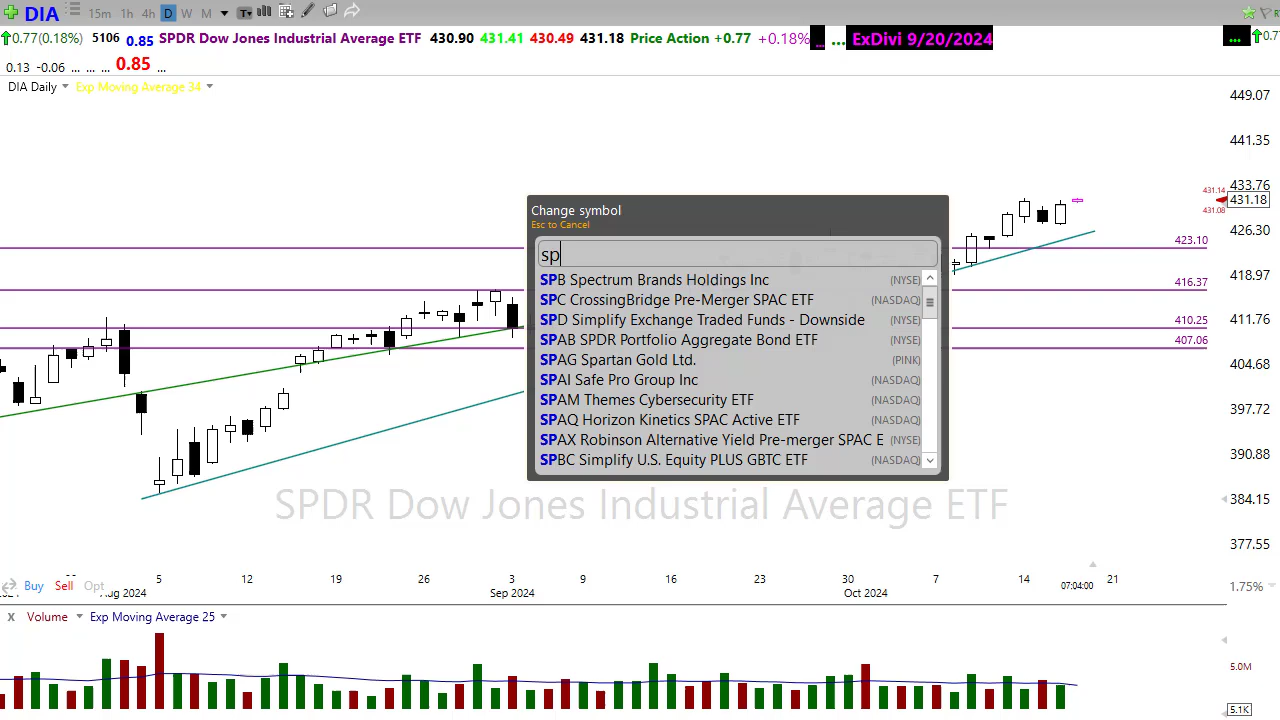 DIA 15m 1h 4h D W M T
0.77(0.18%) 5106 0.85 SPDR Dow Jones Industrial Average ETF 430.90 431.41 430.49 431.18 Price Action +0.77 +0.18% ... ... ExDivi 9/20/2024 ... 0.77
0.13 -0.06 ... ... ... 0.85 ...
DIA Daily Exp Moving Average 34
449.07
441.35
433.76
431.14
431.18
431.08
426.30
423.10
418.97
416.37
411.76
410.25
407.06
404.68
397.72
390.88
384.15
377.55
Change symbol
Esc to Cancel
sp
SPB Spectrum Brands Holdings Inc (NYSE)
SPC CrossingBridge Pre-Merger SPAC ETF (NASDAQ)
SPD Simplify Exchange Traded Funds - Downside (NYSE)
SPAB SPDR Portfolio Aggregate Bond ETF (NYSE)
SPAG Spartan Gold Ltd. (PINK)
SPAI Safe Pro Group Inc (NASDAQ)
SPAM Themes Cybersecurity ETF (NASDAQ)
SPAQ Horizon Kinetics SPAC Active ETF (NASDAQ)
SPAX Robinson Alternative Yield Pre-merger SPAC E (NYSE)
SPBC Simplify U.S. Equity PLUS GBTC ETF (NASDAQ)
SPDR Dow Jones Industrial Average ETF
5 12 19 26 3 9 16 23 30 7 14 21
Buy Sell Opt 07:04:00 1.75%
Aug 2024 Sep 2024 Oct 2024
X Volume Exp Moving Average 25
5.0M
5.1K